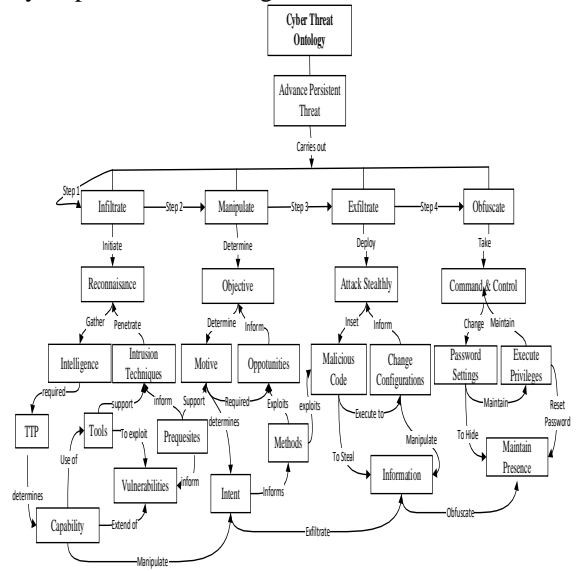 Cyber Threat
Ontology
Advance Persistent
Threat
Carries out
Step 1
Infiltrate
Step 2
Manipulate
Step 3
Exfiltrate
Step 4
Obfuscate
Initiate
Determine
Deploy
Take
Reconnaisance
Objective
Attack Stealthly
Command & Control
Gather
Penetrate
Determine
Inform
Inset
Inform
Change
Maintain
Intelligence
Intrusion
Techniques
Motive
Oppotunities
Malicious
Code
Change
Configurations
Password
Settings
Execute
Privileges
required
support
inform
Support
Required
Exploits
exploits
Execute to
Maintain
Reset
Password
TTP
Tools
To exploit
Prequesites
determines
Methods
Manipulate
To Hide
Maintain
Presence
Use of
inform
To Steal
Vulnerabilities
Intent
Informs
Information
determines
Capability
Extend of
Obfuscate
Exfiltrate
Manipulate